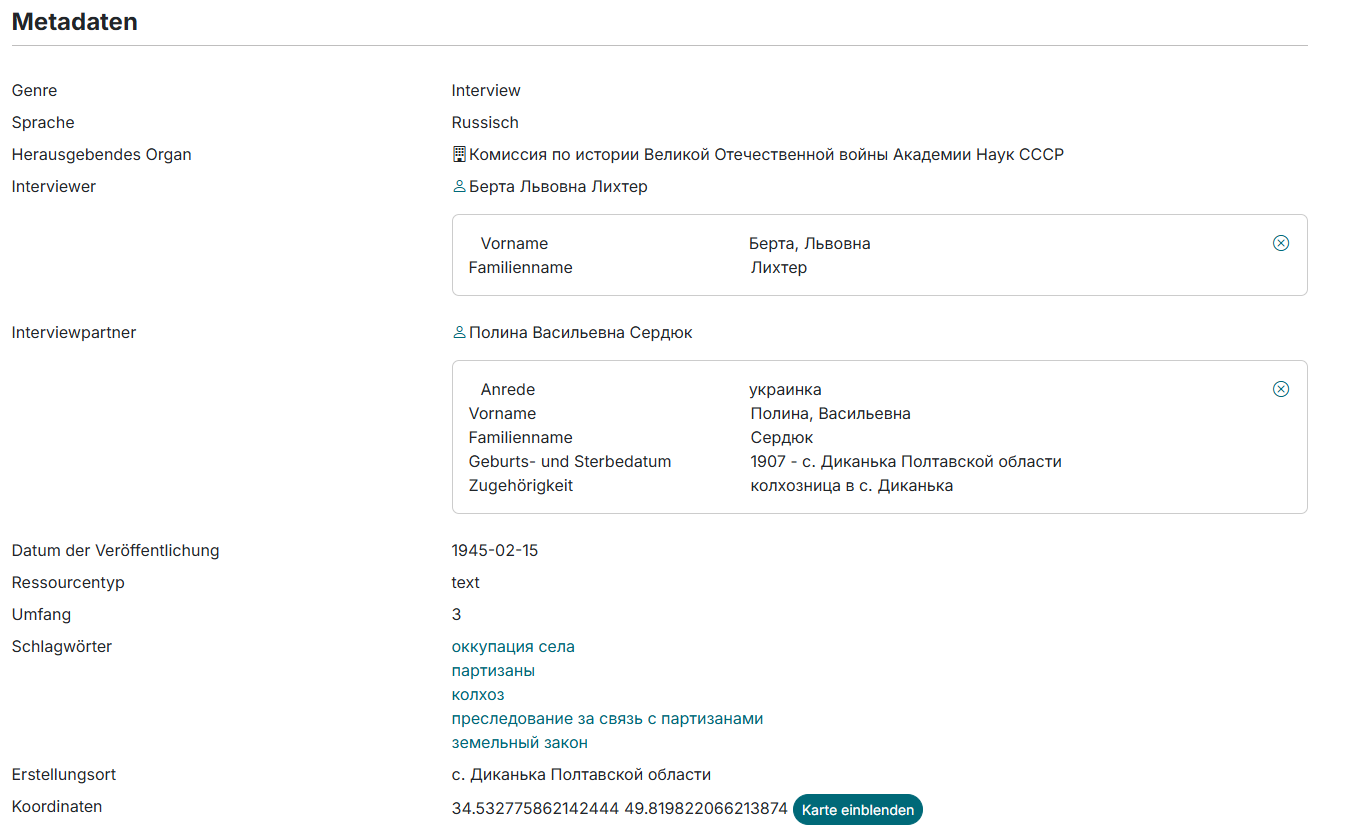 Metadaten
Genre Interview
Sprache Russisch
Herausgebendes Organ Комиссия по истории Великой Отечественной войны Академии Наук СССР
Interviewer Берта Львовна Лихтер
Vorname Берта, Львовна
Familienname Лихтер
Interviewpartner Полина Васильевна Сердюк
Anrede украинка
Vorname Полина, Васильевна
Familienname Сердюк
Geburts- und Sterbedatum 1907 - с. Диканька Полтавской области
Zugehörigkeit колхозница в с. Диканька
Datum der Veröffentlichung 1945-02-15
Ressourcentyp text
Umfang 3
Schlagwörter оккупация села
партизаны
колхоз
преследование за связь с партизанами
земельный закон
Erstellungsort с. Диканька Полтавской области
Koordinaten 34.532775862142444 49.819822066213874 Karte einblenden